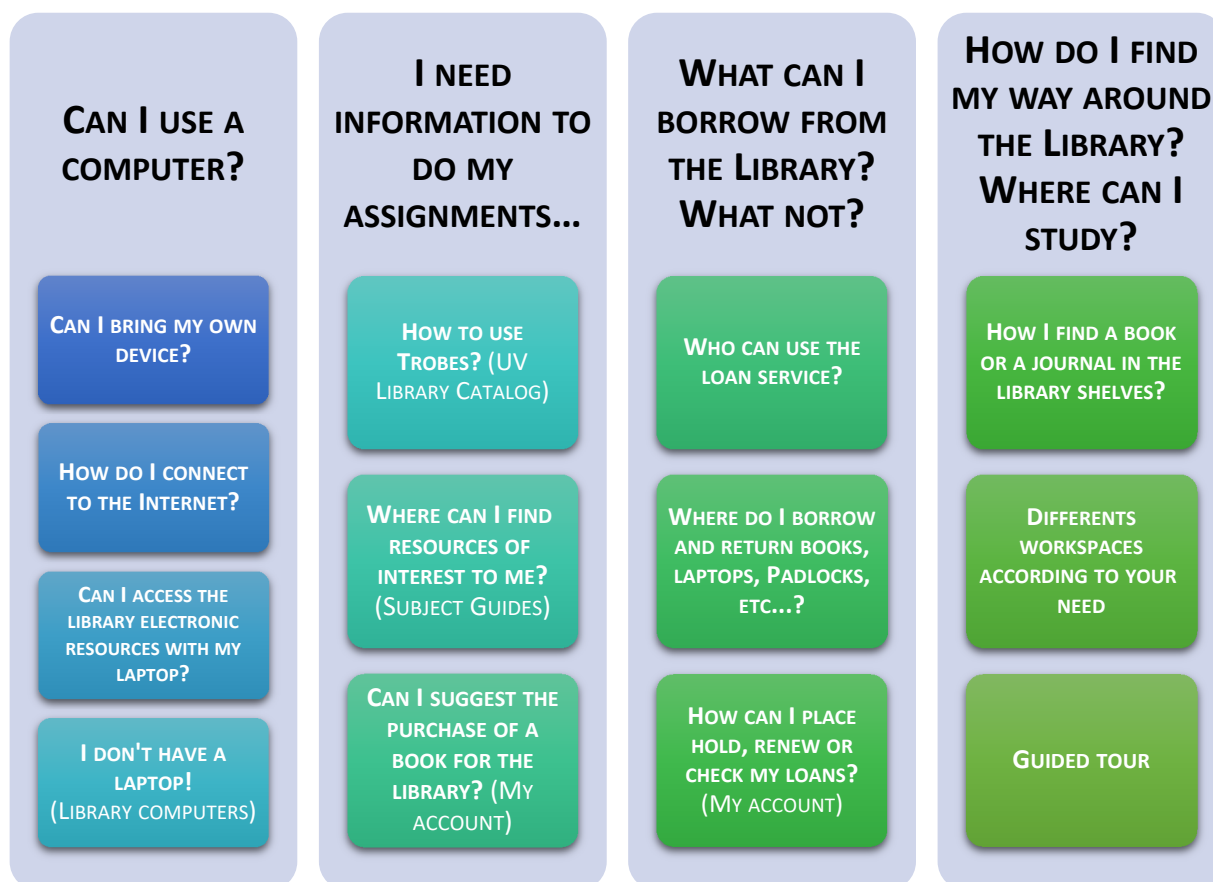 Can I use a
computer?
Can I bring my own
device?
How do I connect
to the Internet?
Can I access the
library electronic
resources with my
laptop?
I don't have a
laptop!
(Library computers)
I need
information to
do my
assignments...
How to use
Trobes? (UV
Library Catalog)
Where can I find
resources of
interest to me?
(Subject Guides)
Can I suggest the
purchase of a
book for the
library? (My
account)
What can I
borrow from
the Library?
What not?
Who can use the
loan service?
Where do I borrow
and return books,
laptops, Padlocks,
etc...?
How can I place
hold, renew or
check my loans?
(My account)
How do I find
my way around
the Library?
Where can I
study?
How I find a book
or a journal in the
library shelves?
Differents
workspaces
according to your
need
Guided tour